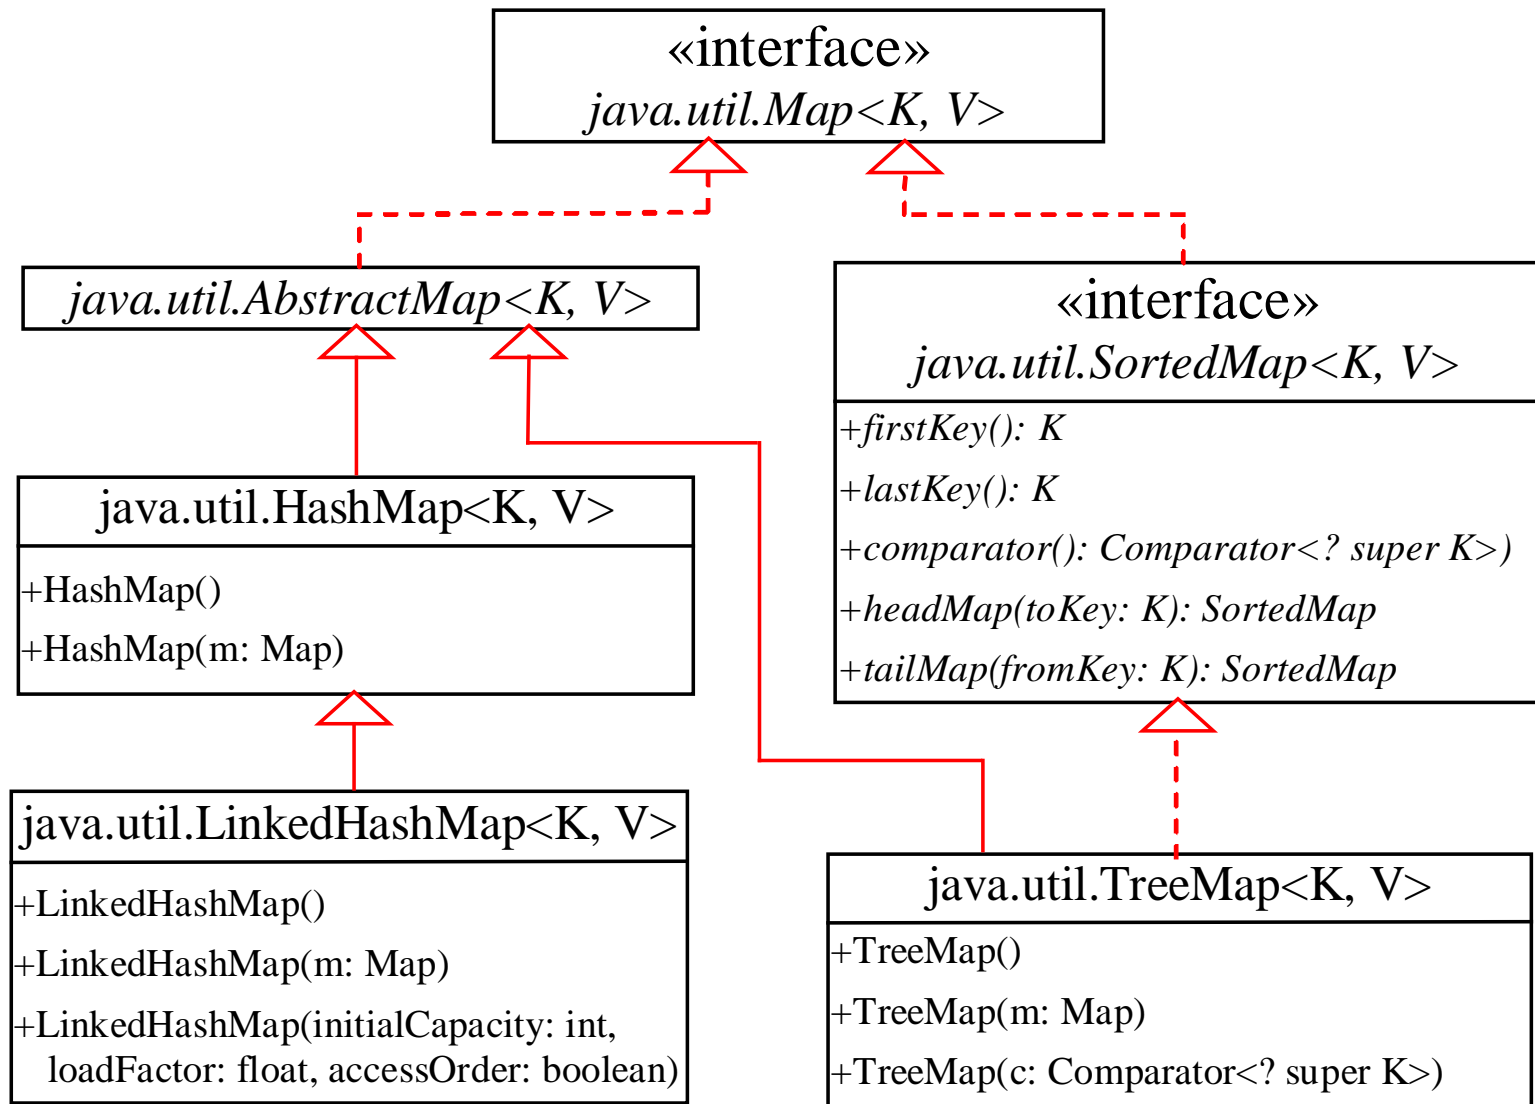 «interface»
java.util.Map<K, V>
java.util.AbstractMap<K, V>
«interface»
java.util.SortedMap<K, V>
+firstKey(): K
+lastKey(): K
+comparator(): Comparator<? super K>)
+headMap(toKey: K): SortedMap
+tailMap(fromKey: K): SortedMap
java.util.HashMap<K, V>
+HashMap()
+HashMap(m: Map)
java.util.LinkedHashMap<K, V>
+LinkedHashMap()
+LinkedHashMap(m: Map)
+LinkedHashMap(initialCapacity: int,
loadFactor: float, accessOrder: boolean)
java.util.TreeMap<K, V>
+TreeMap()
+TreeMap(m: Map)
+TreeMap(c: Comparator<? super K>)